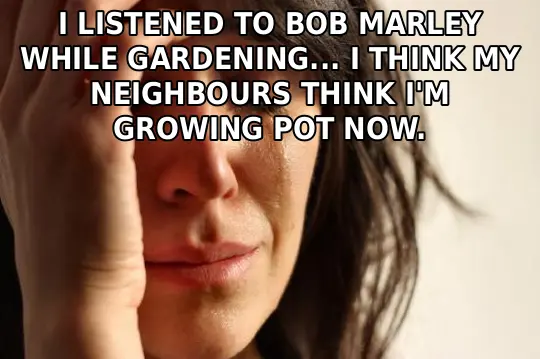 I LISTENED TO BOB MARLEY
WHILE GARDENING... I THINK MY
NEIGHBOURS THINK I'M
GROWING POT NOW.